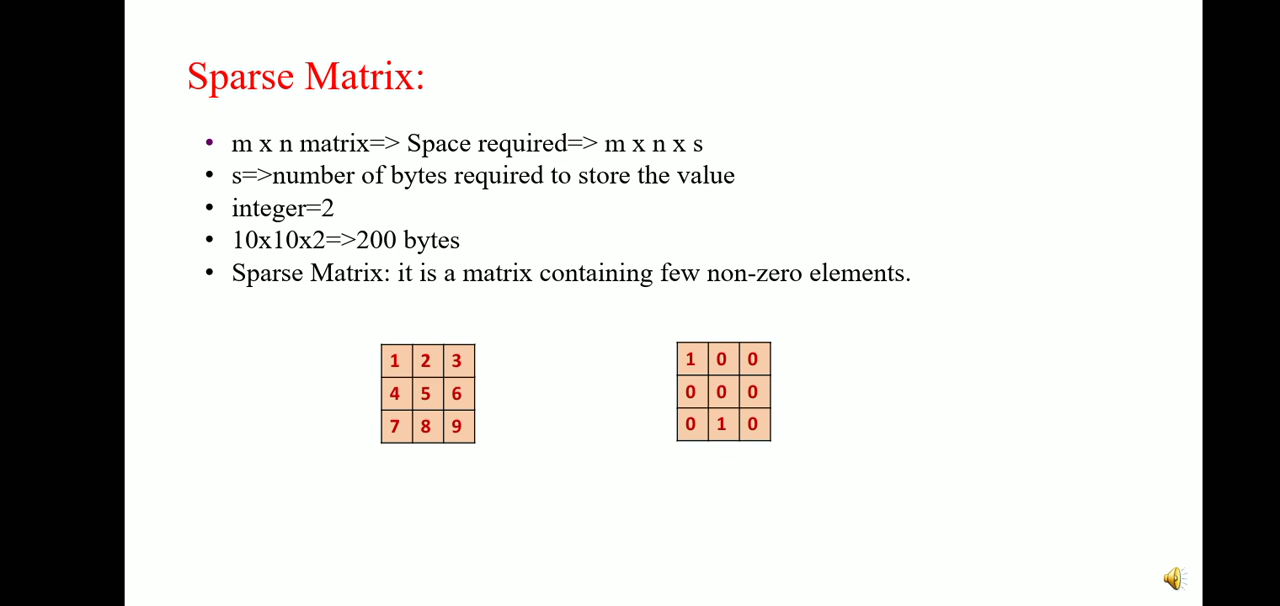 Sparse Matrix:
• m x n matrix=> Space required=> m x n x s
• s=>number of bytes required to store the value
• integer=2
• 10x10x2=>200 bytes
• Sparse Matrix: it is a matrix containing few non-zero elements.
1 2 3
4 5 6
7 8 9
1 0 0
0 0 0
0 1 0